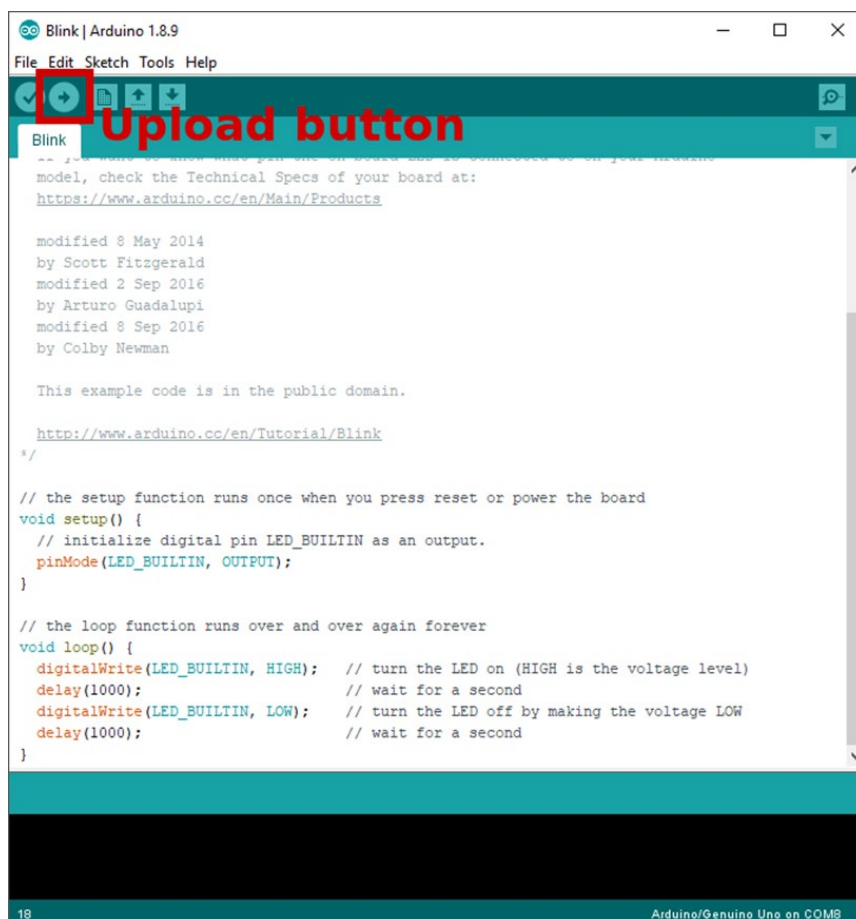 Blink | Arduino 1.8.9
File Edit Sketch Tools Help
Upload button
Blink
model, check the Technical Specs of your board at:
https://www.arduino.cc/en/Main/Products
modified 8 May 2014
by Scott Fitzgerald
modified 2 Sep 2016
by Arturo Guadalupi
modified 8 Sep 2016
by Colby Newman
This example code is in the public domain.
http://www.arduino.cc/en/Tutorial/Blink
*/
// the setup function runs once when you press reset or power the board
void setup() {
// initialize digital pin LED_BUILTIN as an output.
pinMode(LED_BUILTIN, OUTPUT);
}
// the loop function runs over and over again forever
void loop() {
digitalWrite(LED_BUILTIN, HIGH);   // turn the LED on (HIGH is the voltage level)
delay(1000);                       // wait for a second
digitalWrite(LED_BUILTIN, LOW);    // turn the LED off by making the voltage LOW
delay(1000);                       // wait for a second
}
18
Arduino/Genuino Uno on COM8